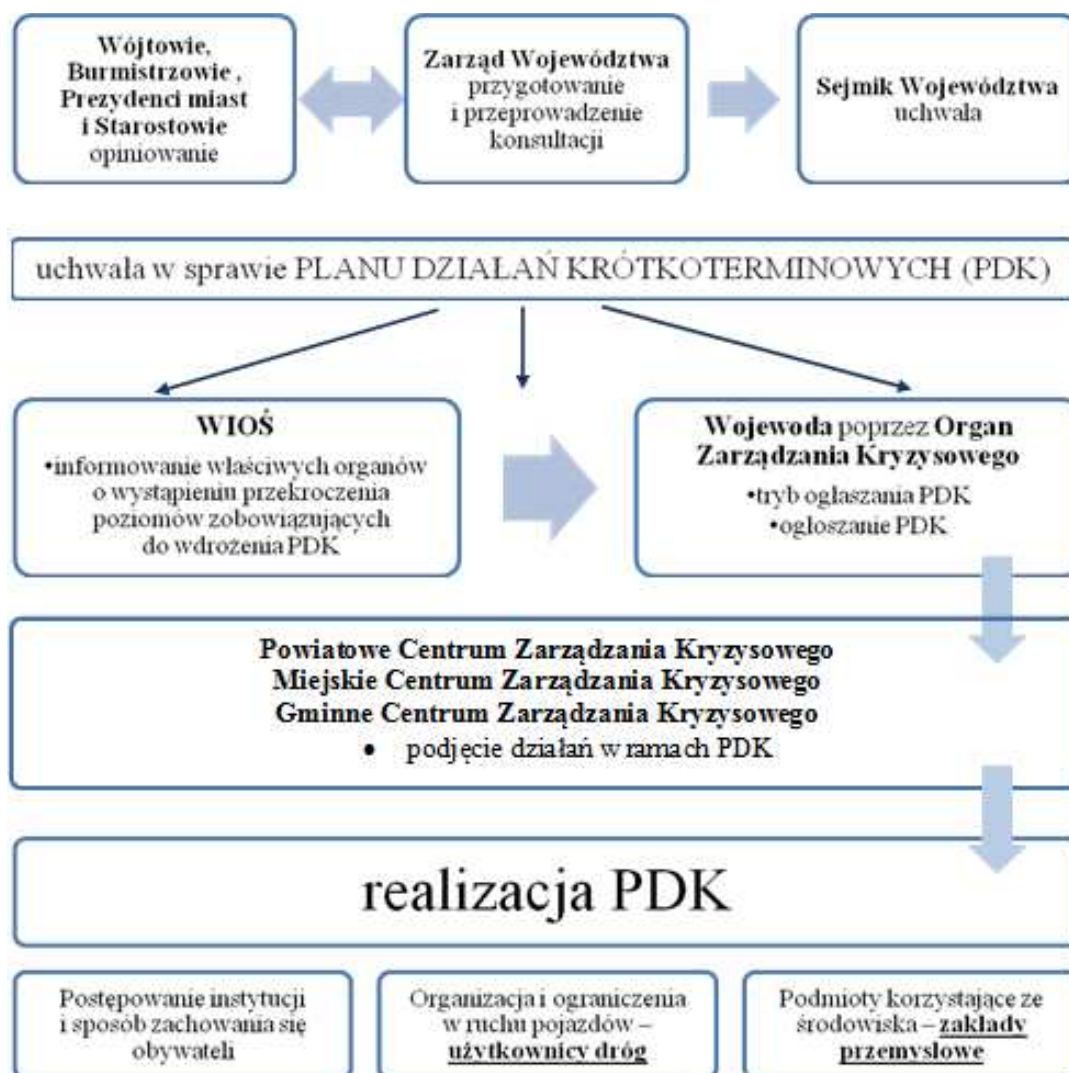 Wójtowie,
Burmistrzowie ,
Prezydenci miast
i Starostowie
opiniowanie
Zarząd Województwa
przygotowanie
i przeprowadzenie
konsultacji
Sejmik Województwa
uchwala
uchwała w sprawie PLANU DZIAŁAŃ KRÓTKOTERMINOWYCH (PDK)
WIOŚ
•informowanie właściwych organów
o wystąpieniu przekroczenia
poziomów zobowiązujących
do wdrożenia PDK
Wojewoda poprzez Organ
Zarządzania Kryzysowego
•tryb ogłaszania PDK
•ogłoszanie PDK
Powiatowe Centrum Zarządzania Kryzysowego
Miejskie Centrum Zarządzania Kryzysowego
Gminne Centrum Zarządzania Kryzysowego
• podjęcie działań w ramach PDK
realizacja PDK
Postępowanie instytucji
i sposób zachowania się
obywateli
Organizacja i ograniczenia
w ruchu pojazdów –
użytkownicy dróg
Podmioty korzystające ze
środowiska – zakłady
przemysłowe